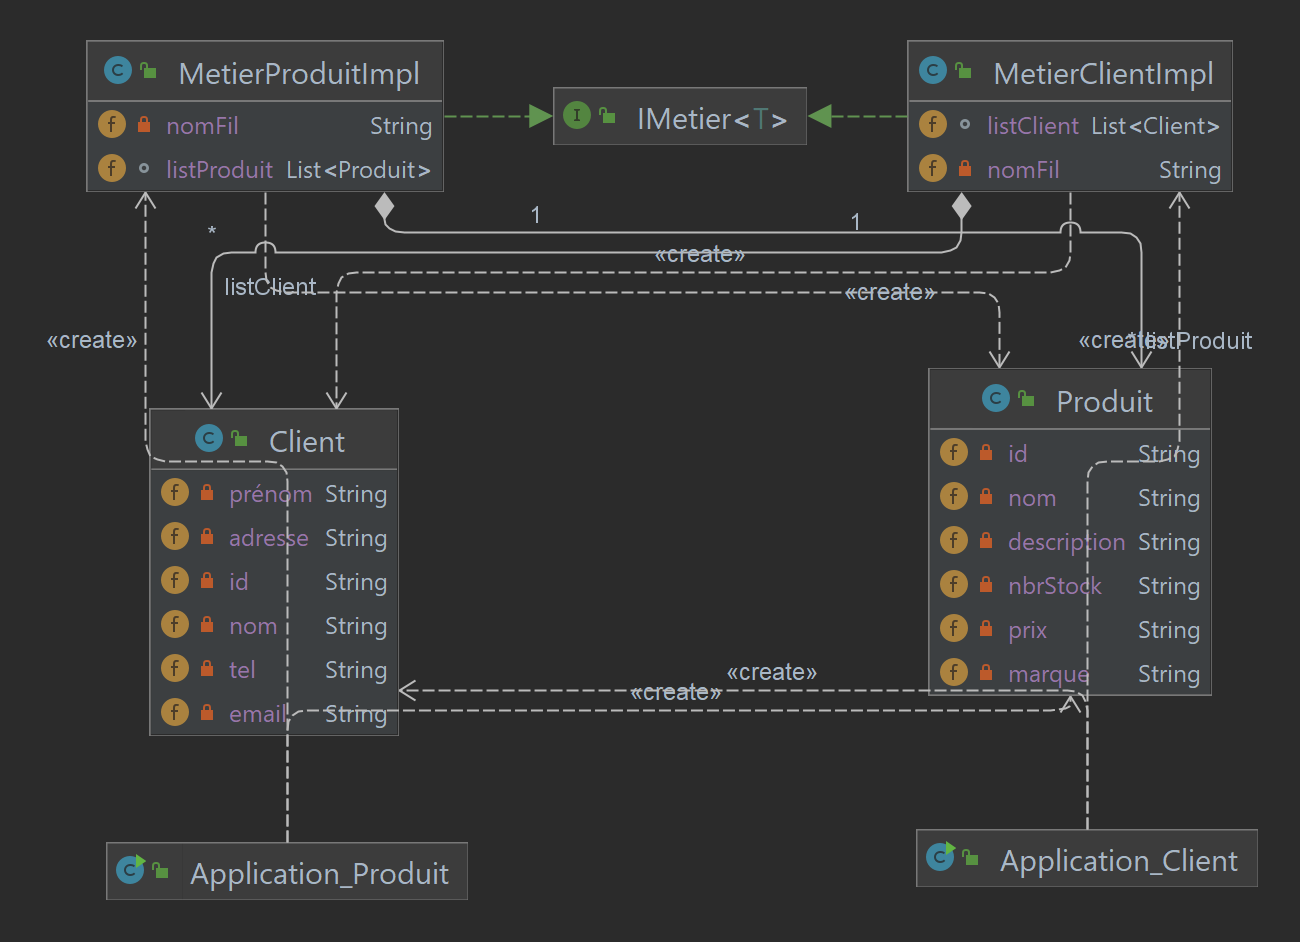 MetierProduitImpl
nomFil String
listProduit List<Produit>
IMetier<T>
MetierClientImpl
listClient List<Client>
nomFil String
1
1
*
«create»
listClient
«create»
«create»
«create»
*listProduit
Client
prénom String
adresse String
id String
nom String
tel String
email String
Produit
id String
nom String
description String
nbrStock String
prix String
marque String
«create»
«create»
Application_Produit
Application_Client